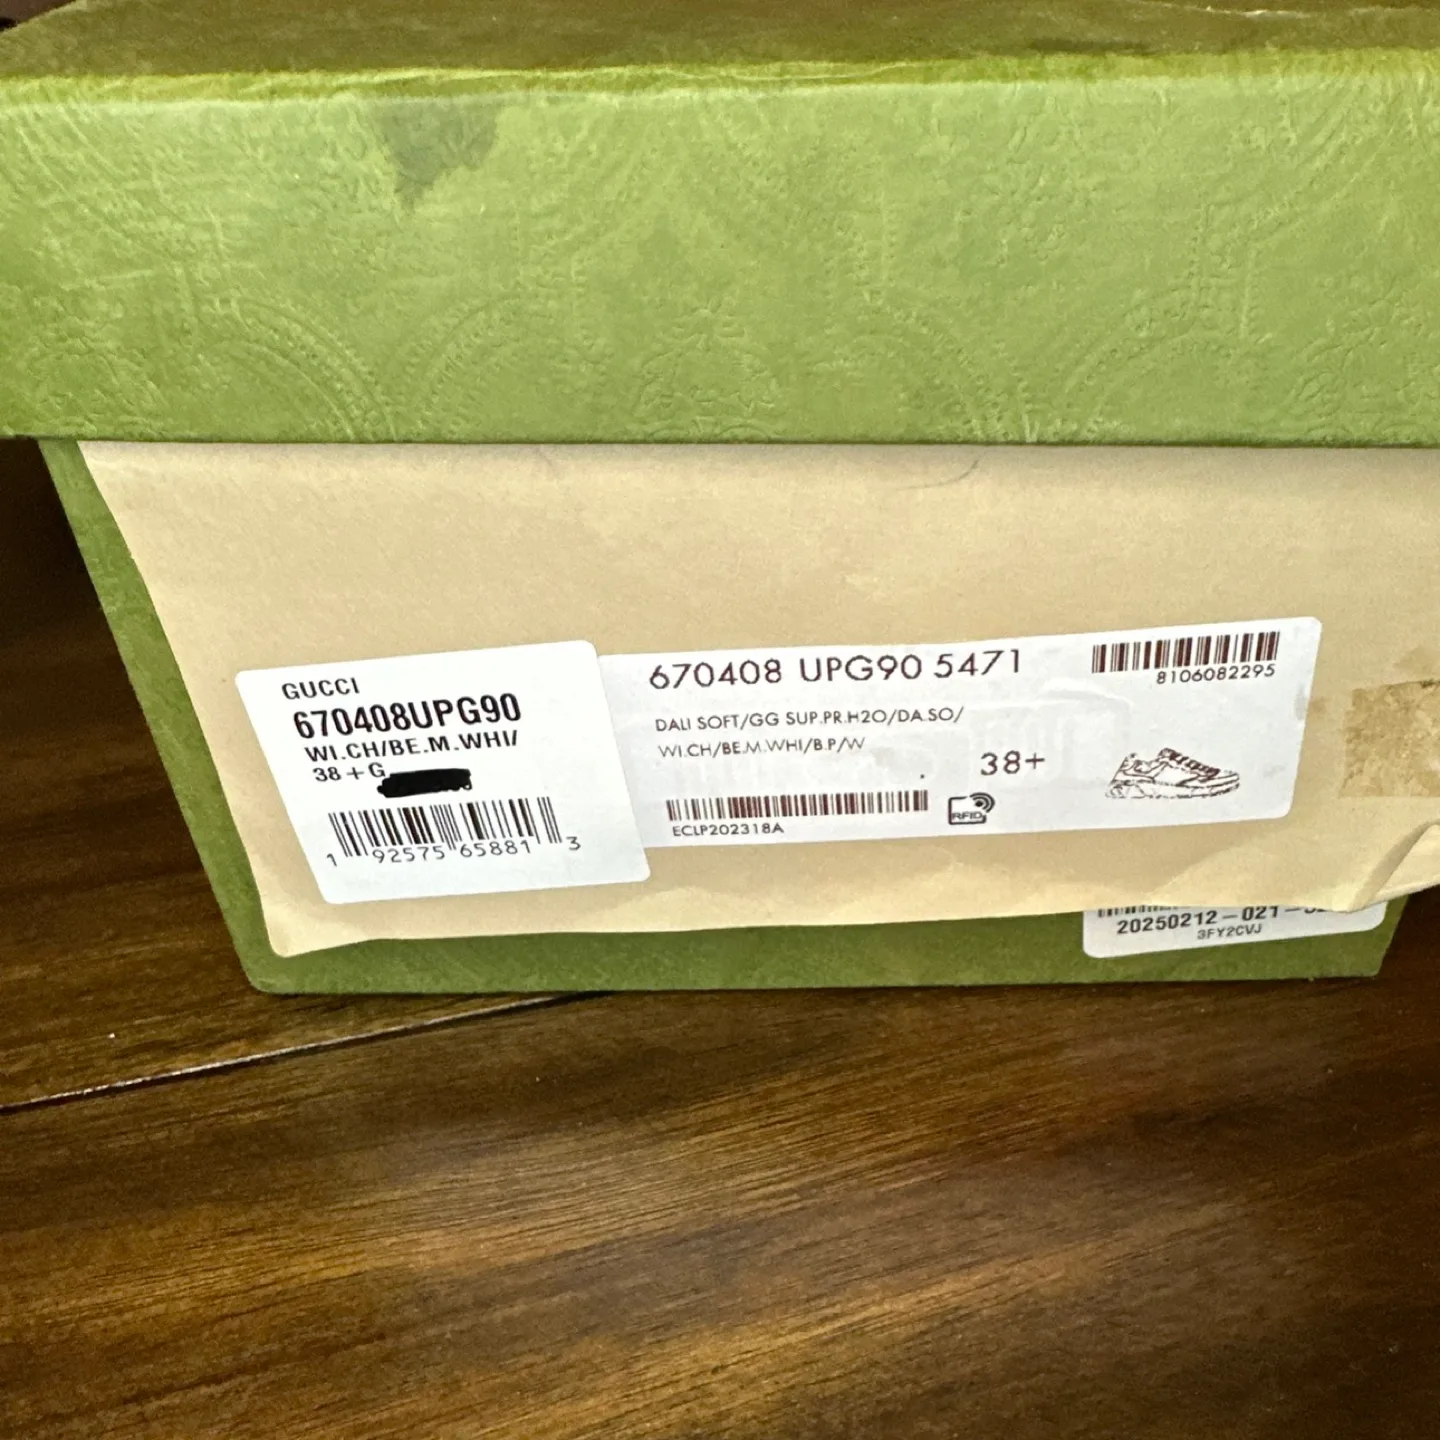 GUCCI
670408UPG90
WI.CH/BE.M.WHI/
38+G
1 92575 65881 3
670408 UPG90 5471
8106082295
DALI SOFT/GG SUP.PR.H2O/DA.SO/
WI.CH/BE.M.WHI/B.P/W
38+
ECLP202318A
RFID
20250212-021-
3FY2CVJ